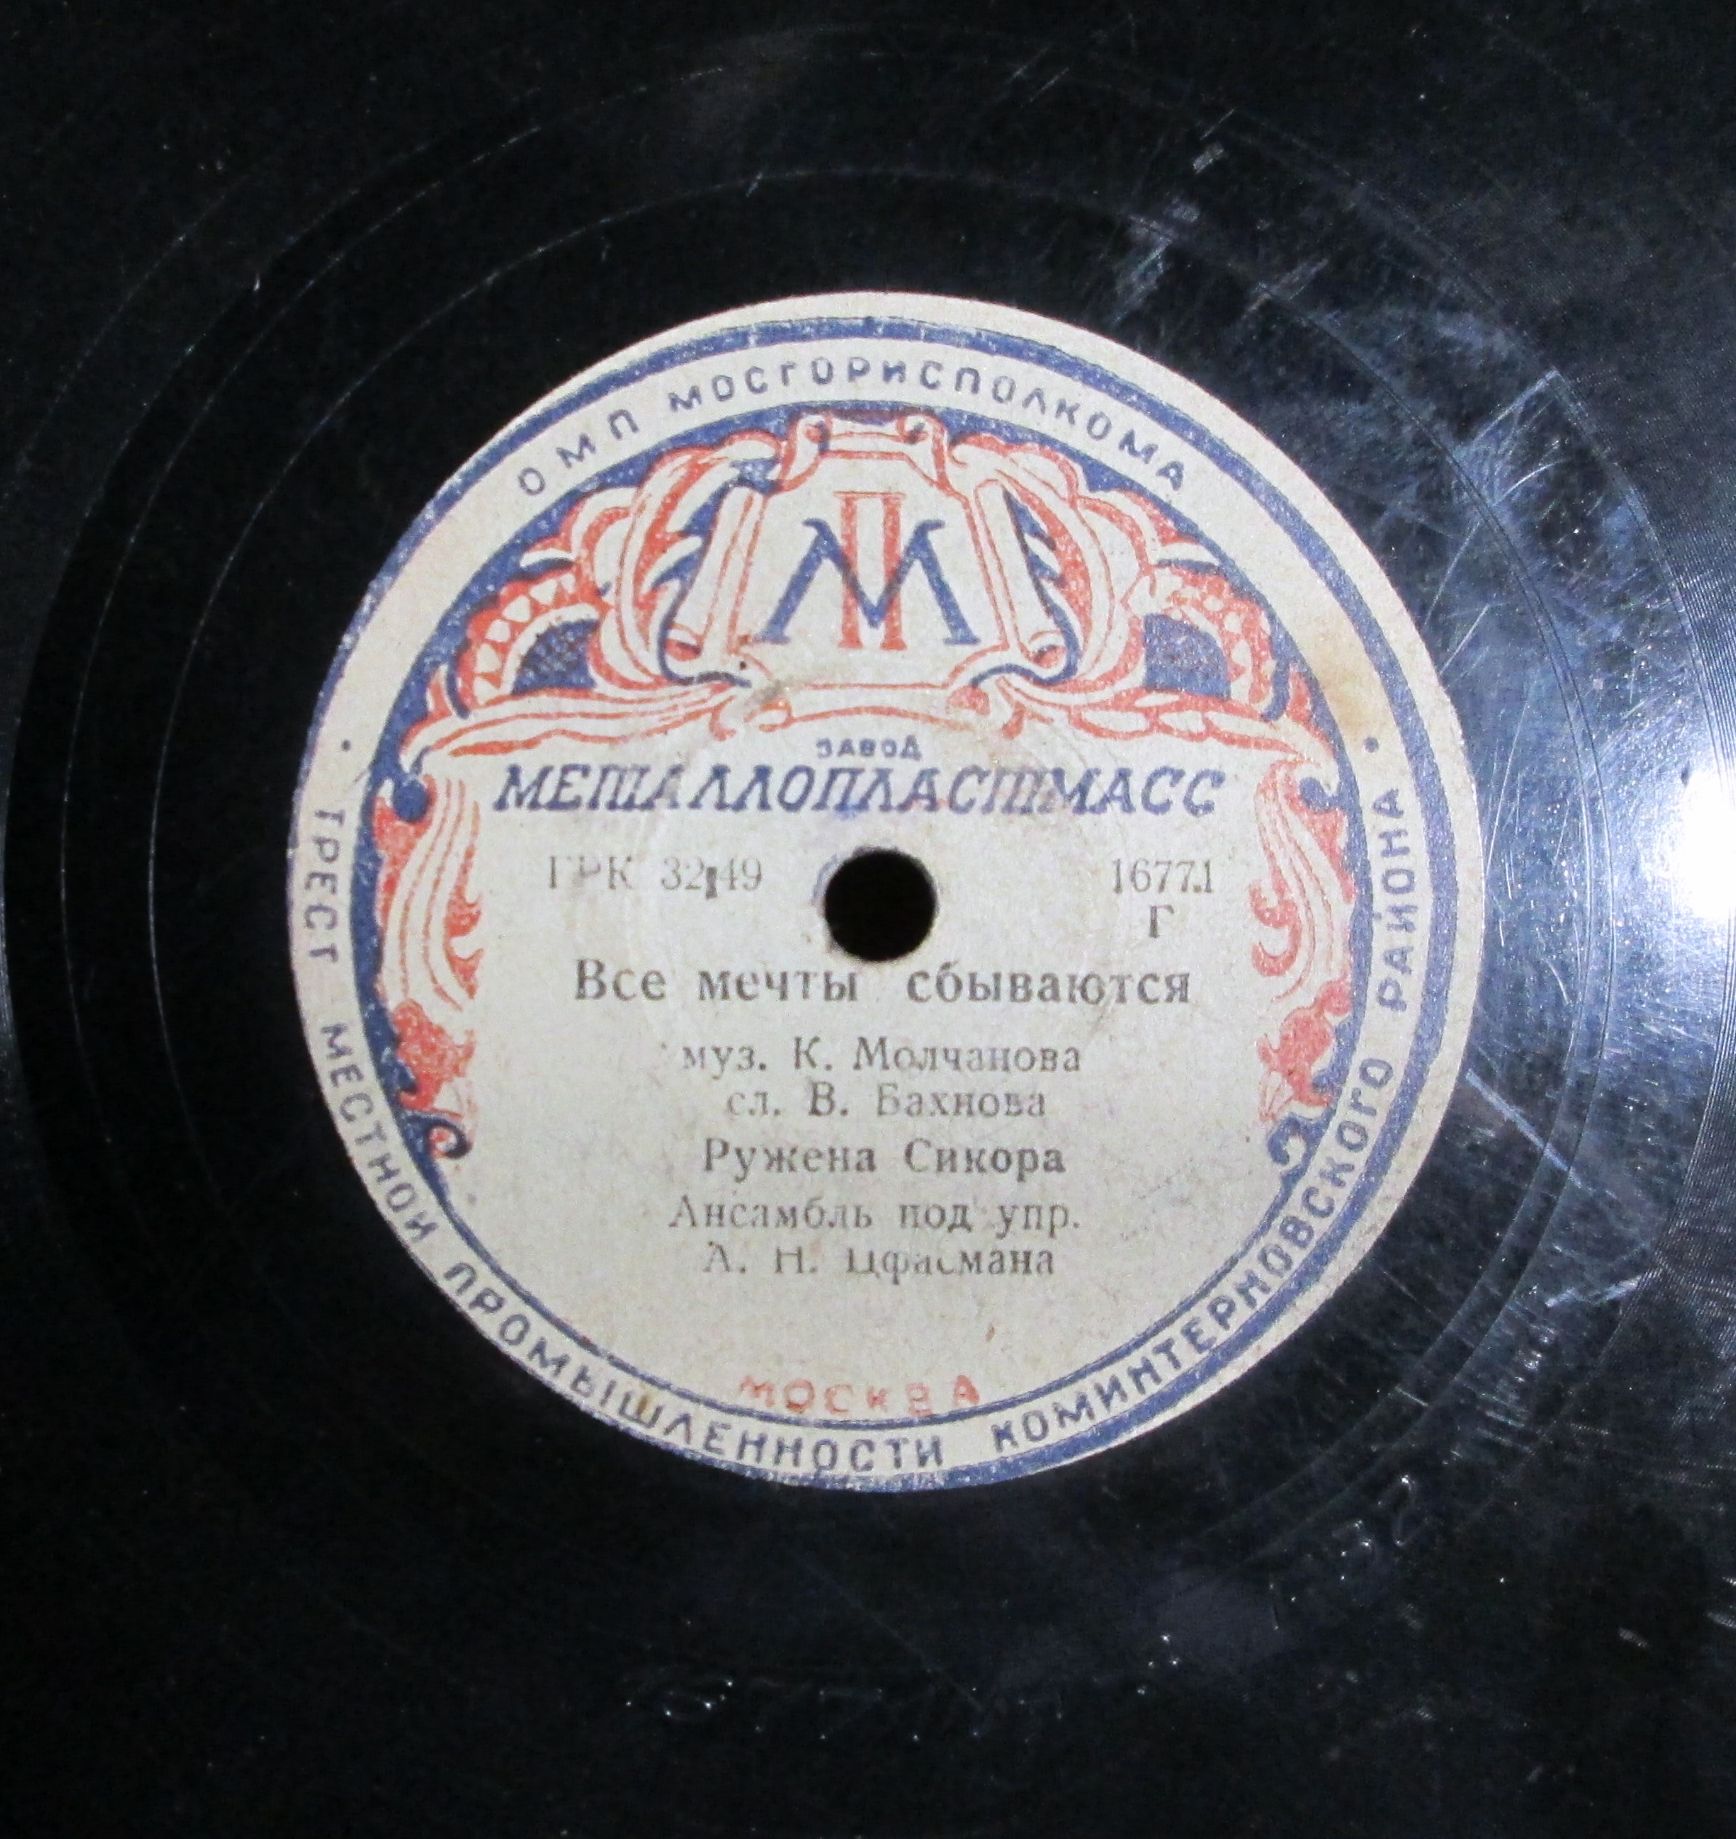 ОМП МОСГОРИСПОЛКОМА
МП
ЗАВОД
МЕТАЛЛОПЛАСТМАСС
ГРК 32149 16771
Г
Все мечты сбываются
муз. К. Молчанова
сл. В. Бахнова
Ружена Сикора
Ансамбль под упр.
А. Н. Цфасмана
МОСКВА
• ТРЕСТ МЕСТНОЙ ПРОМЫШЛЕННОСТИ КОМИНТЕРНОВСКОГО РАЙОНА •